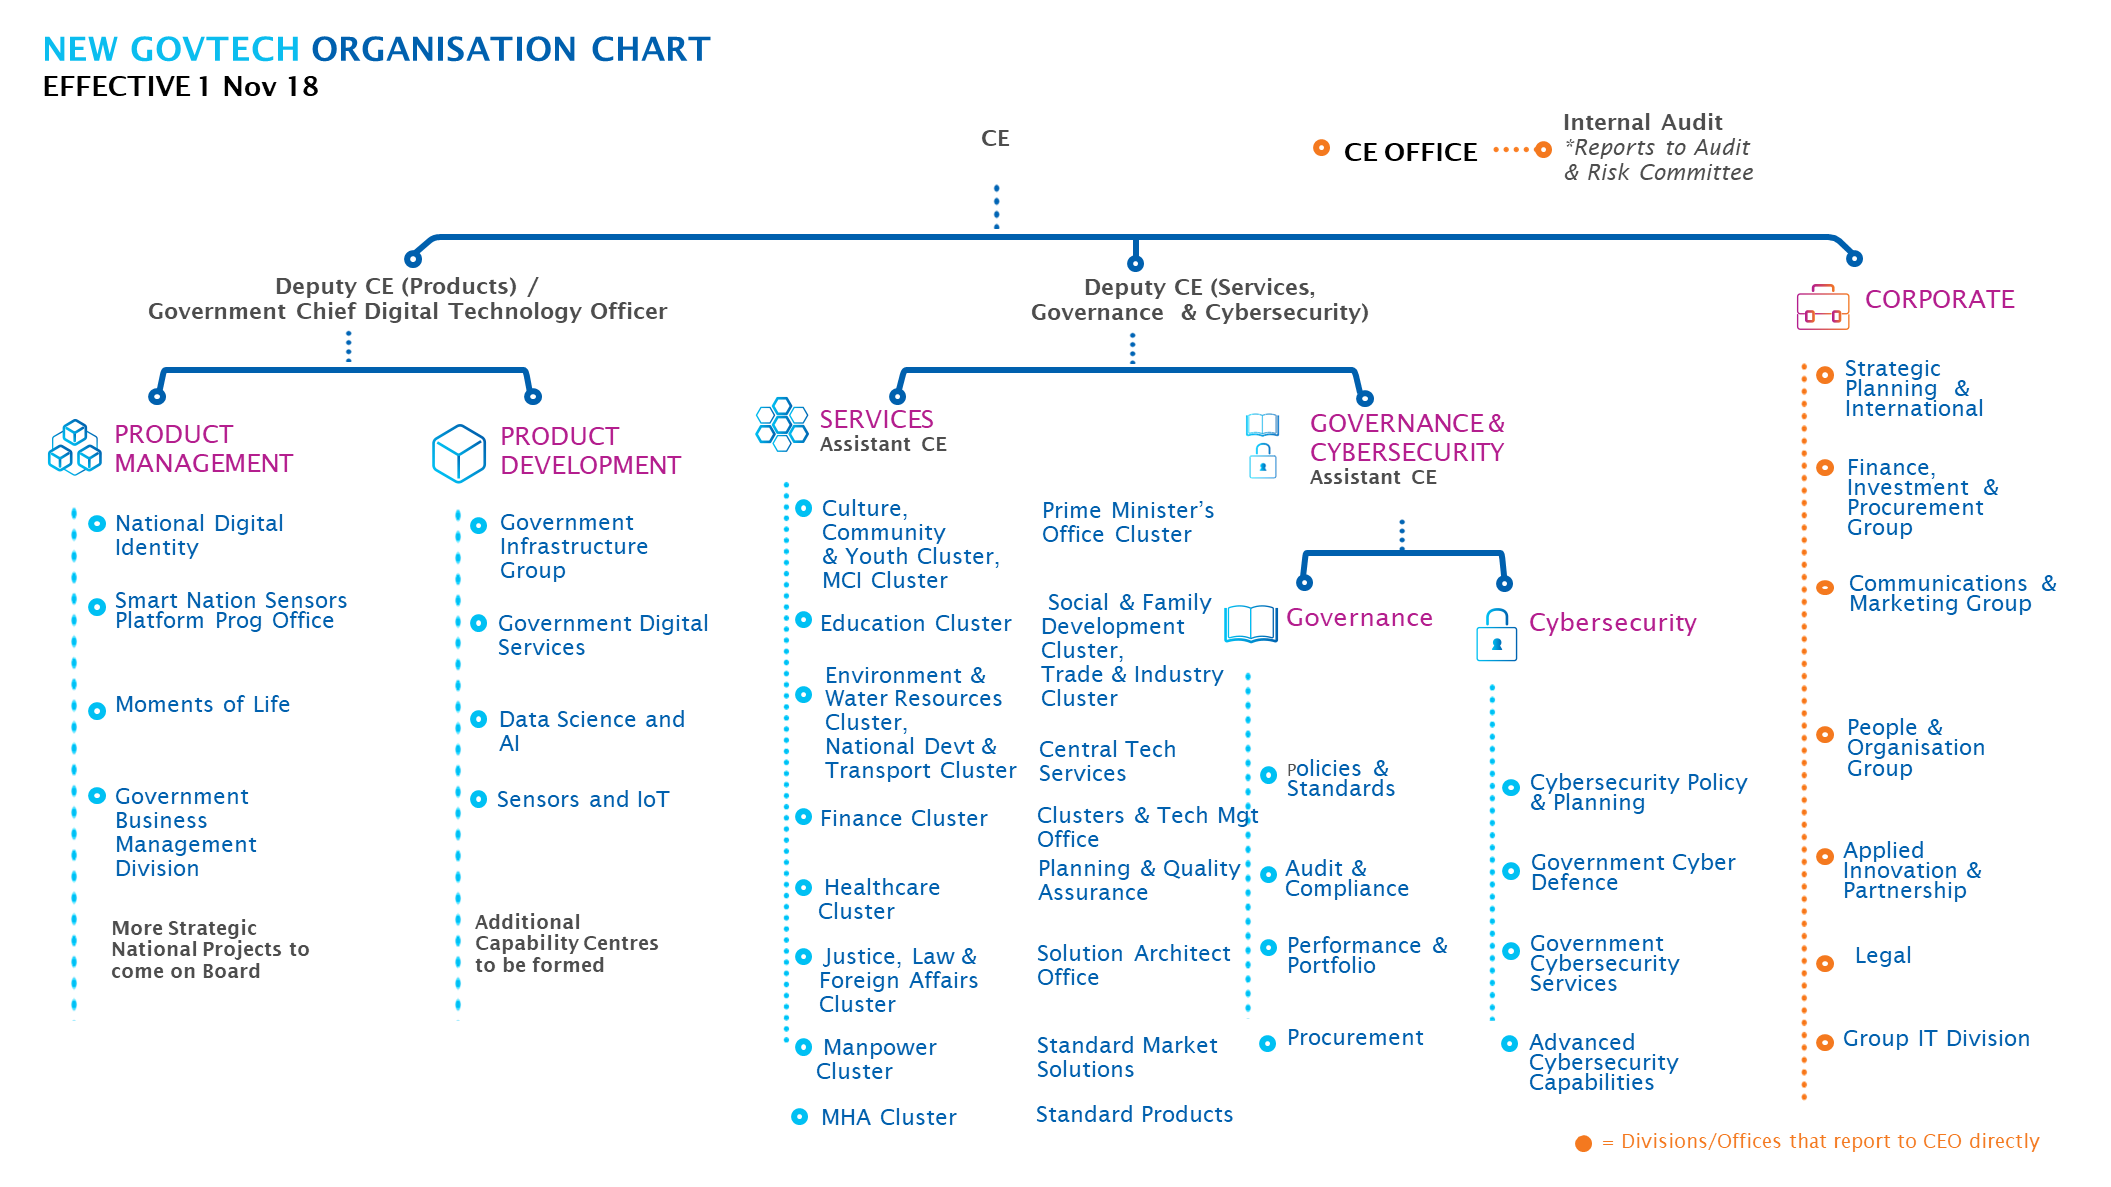 NEW GOVTECH ORGANISATION CHART
EFFECTIVE 1 Nov 18
CE
CE OFFICE
Internal Audit
*Reports to Audit
& Risk Committee
Deputy CE (Products) /
Government Chief Digital Technology Officer
Deputy CE (Services,
Governance & Cybersecurity)
CORPORATE
PRODUCT
MANAGEMENT
National Digital
Identity
Smart Nation Sensors
Platform Prog Office
Moments of Life
Government
Business
Management
Division
More Strategic
National Projects to
come on Board
PRODUCT
DEVELOPMENT
Government
Infrastructure
Group
Government Digital
Services
Data Science and
AI
Sensors and IoT
Additional
Capability Centres
to be formed
SERVICES
Assistant CE
Culture,
Community
& Youth Cluster,
MCI Cluster
Education Cluster
Environment &
Water Resources
Cluster,
National Devt &
Transport Cluster
Finance Cluster
Healthcare
Cluster
Justice, Law &
Foreign Affairs
Cluster
Manpower
Cluster
MHA Cluster
Prime Minister’s
Office Cluster
Social & Family
Development
Cluster,
Trade & Industry
Cluster
Central Tech
Services
Clusters & Tech Mgt
Office
Planning & Quality
Assurance
Solution Architect
Office
Standard Market
Solutions
Standard Products
GOVERNANCE &
CYBERSECURITY
Assistant CE
Governance
Policies &
Standards
Audit &
Compliance
Performance &
Portfolio
Procurement
Cybersecurity
Cybersecurity Policy
& Planning
Government Cyber
Defence
Government
Cybersecurity
Services
Advanced
Cybersecurity
Capabilities
Strategic
Planning &
International
Finance,
Investment &
Procurement
Group
Communications &
Marketing Group
People &
Organisation
Group
Applied
Innovation &
Partnership
Legal
Group IT Division
= Divisions/Offices that report to CEO directly